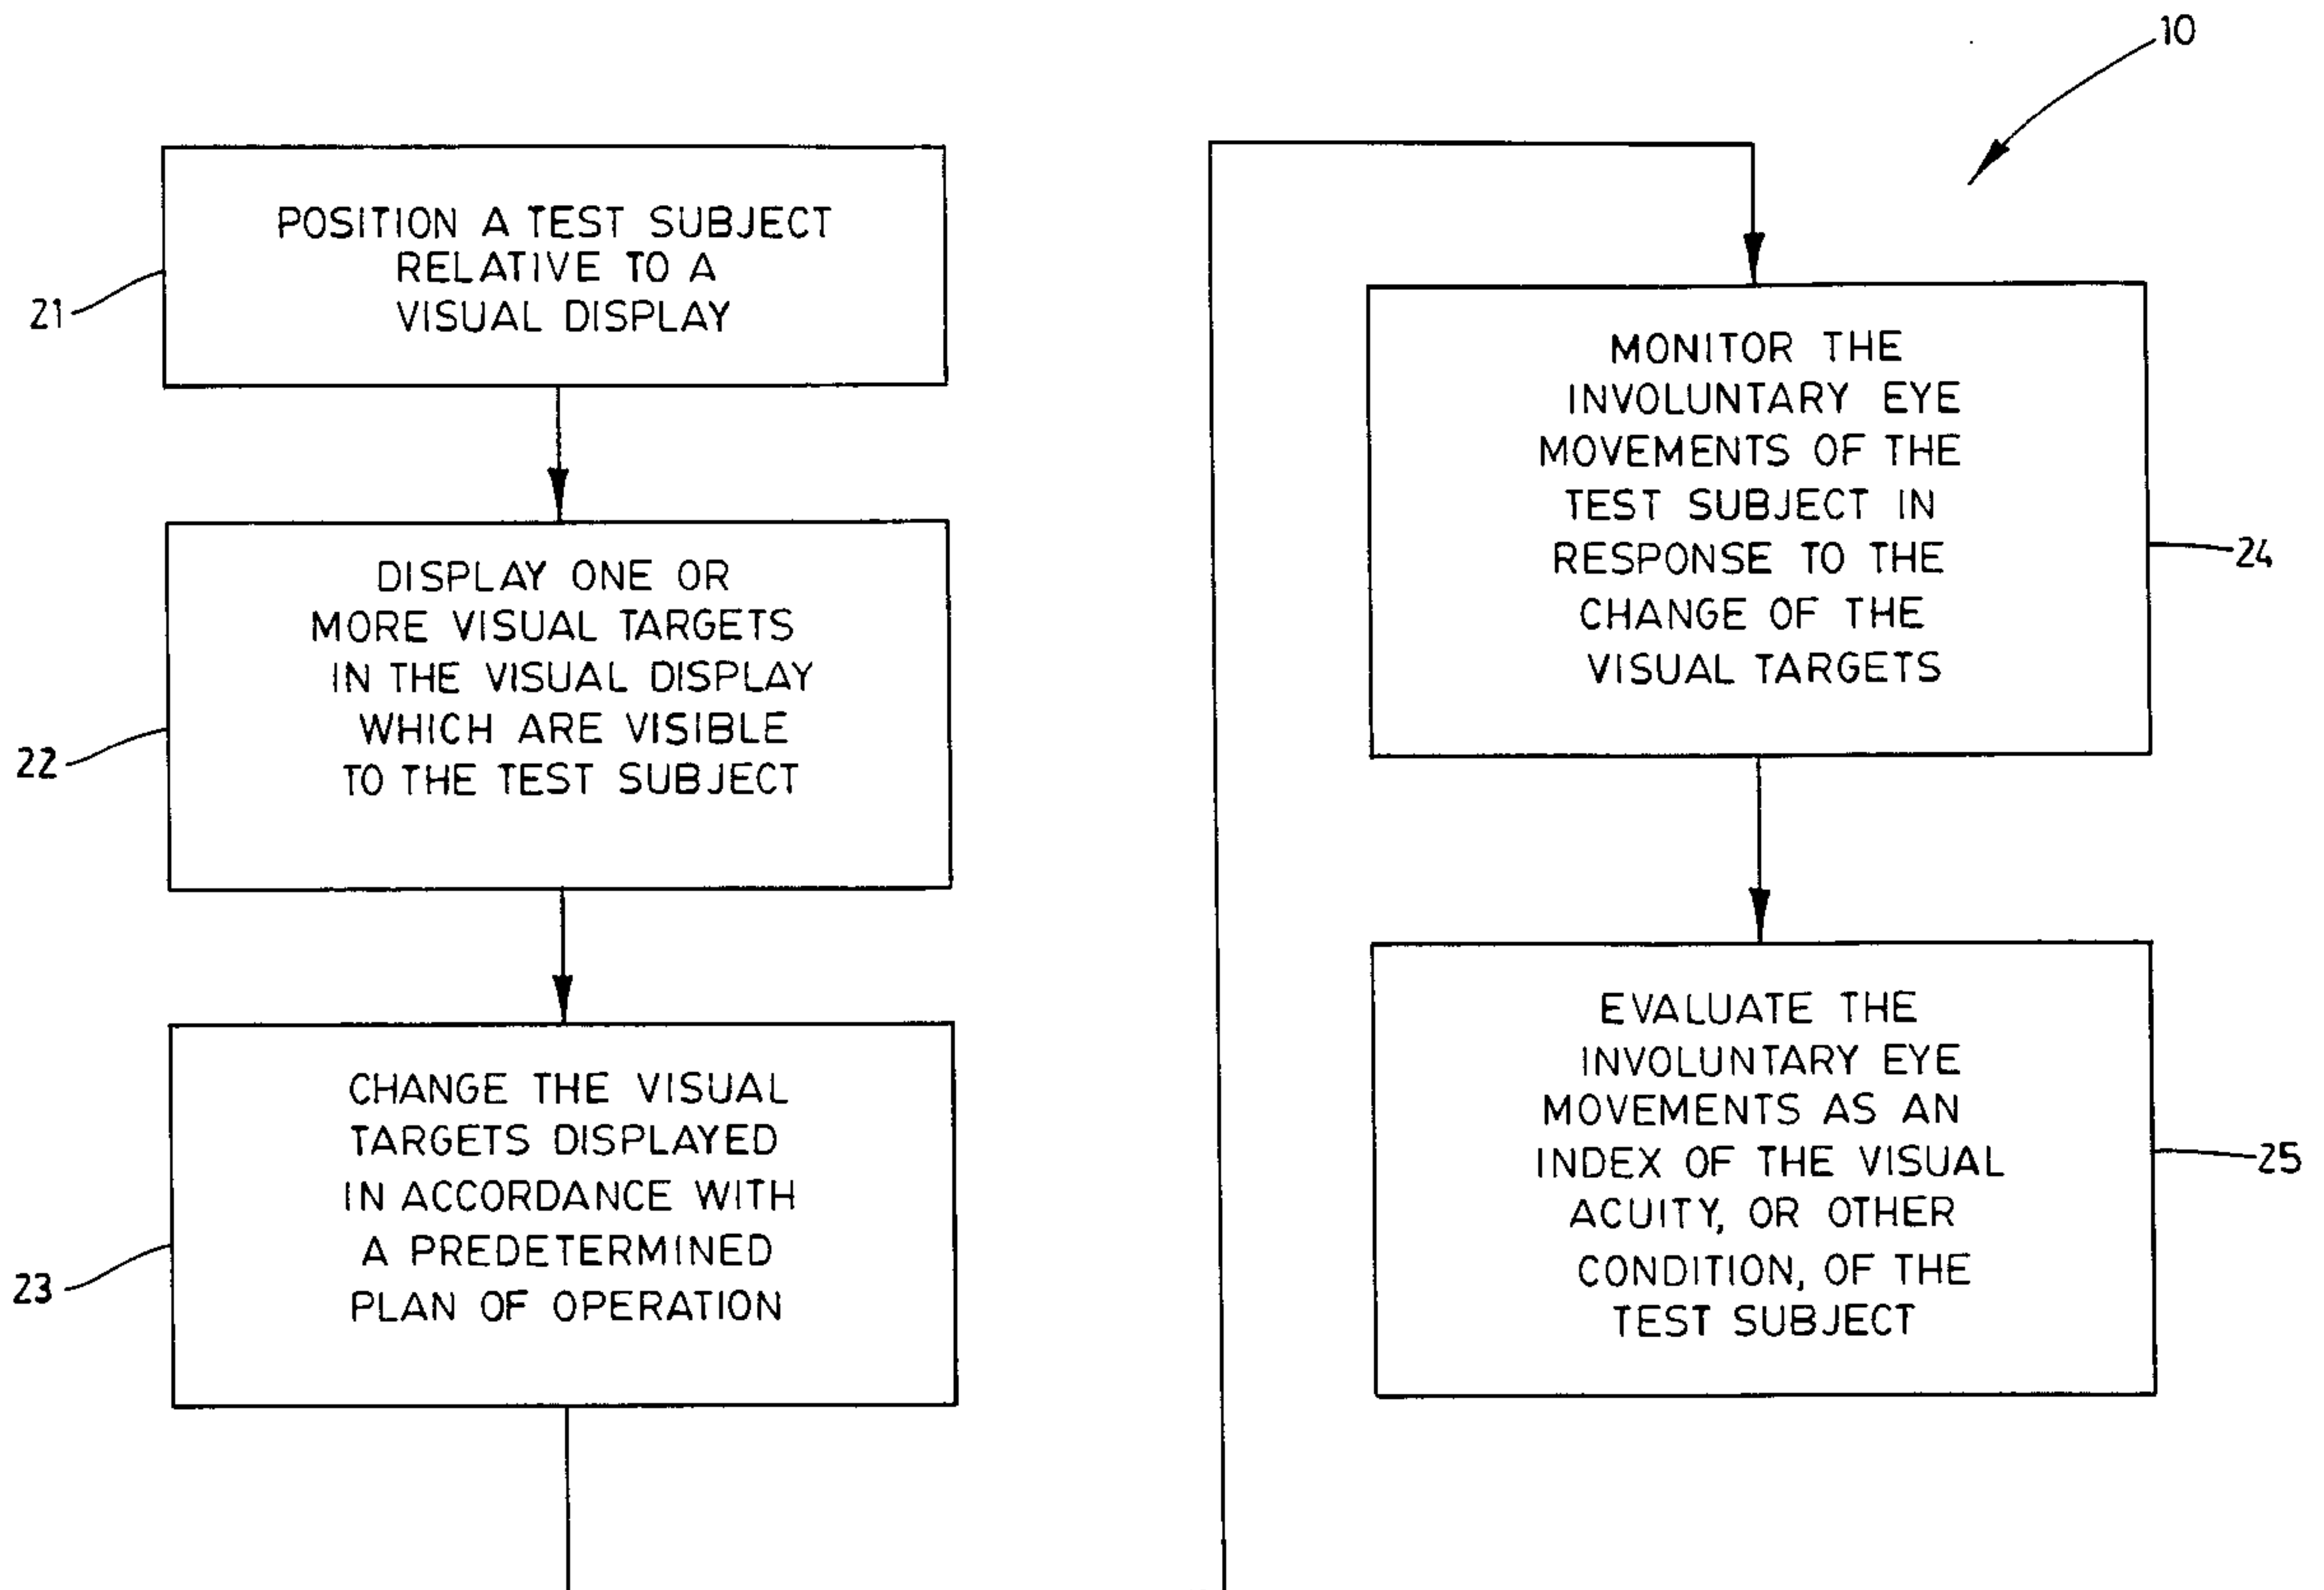 10
POSITION A TEST SUBJECT
RELATIVE TO A
VISUAL DISPLAY
21
DISPLAY ONE OR
MORE VISUAL TARGETS
IN THE VISUAL DISPLAY
WHICH ARE VISIBLE
TO THE TEST SUBJECT
22
CHANGE THE VISUAL
TARGETS DISPLAYED
IN ACCORDANCE WITH
A PREDETERMINED
PLAN OF OPERATION
23
MONITOR THE
INVOLUNTARY EYE
MOVEMENTS OF THE
TEST SUBJECT IN
RESPONSE TO THE
CHANGE OF THE
VISUAL TARGETS
24
EVALUATE THE
INVOLUNTARY EYE
MOVEMENTS AS AN
INDEX OF THE VISUAL
ACUITY, OR OTHER
CONDITION, OF THE
TEST SUBJECT
25